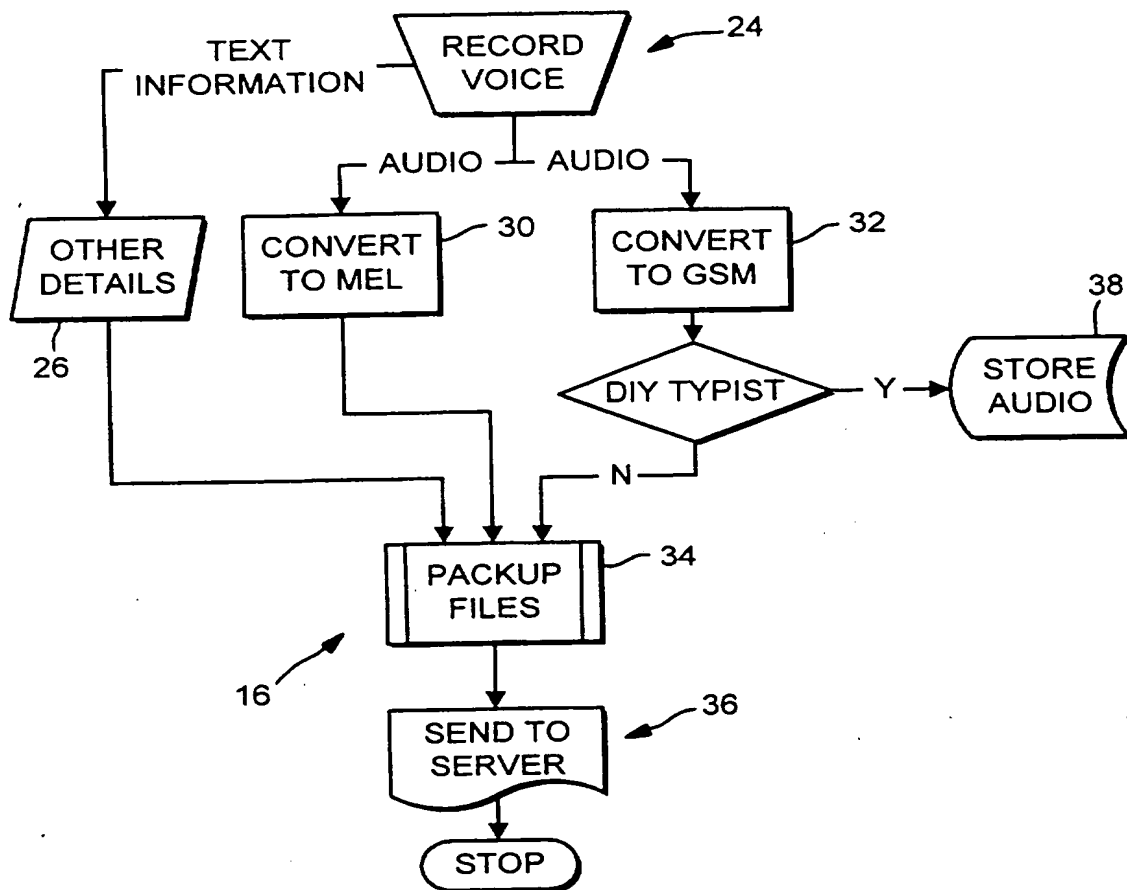 RECORD
VOICE
24
TEXT
INFORMATION
AUDIO
AUDIO
OTHER
DETAILS
26
CONVERT
TO MEL
30
CONVERT
TO GSM
32
DIY TYPIST
Y
STORE
AUDIO
38
N
PACKUP
FILES
34
16
SEND TO
SERVER
36
STOP